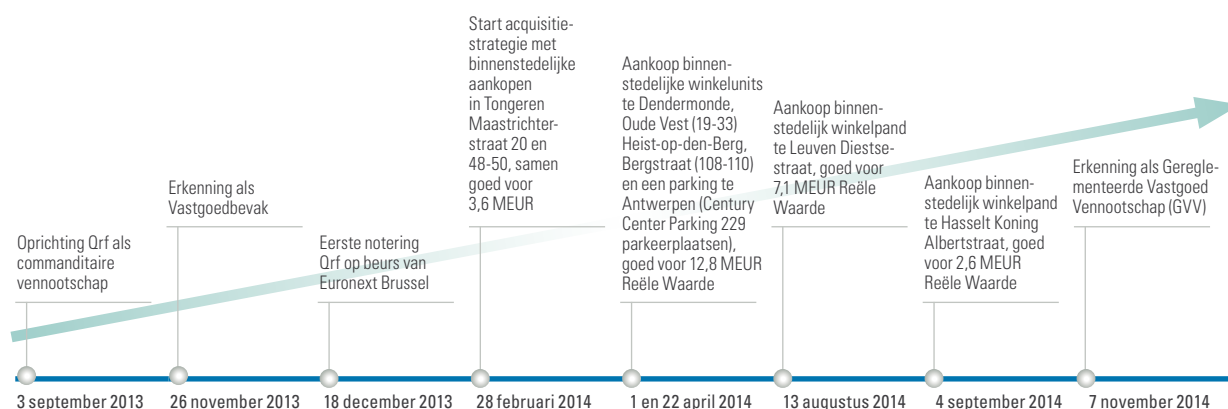 Oprichting Qrf als
commanditaire
vennootschap
3 september 2013
Erkenning als
Vastgoedbevak
26 november 2013
Eerste notering
Qrf op beurs van
Euronext Brussel
18 december 2013
Start acquisitie-
strategie met
binnenstedelijke
aankopen
in Tongeren
Maastrichter-
straat 20 en
48-50, samen
goed voor
3,6 MEUR
28 februari 2014
Aankoop binnen-
stedelijke winkelunits
te Dendermonde,
Oude Vest (19-33)
Heist-op-den-Berg,
Bergstraat (108-110)
en een parking te
Antwerpen (Century
Center Parking 229
parkeerplaatsen),
goed voor 12,8 MEUR
Reële Waarde
1 en 22 april 2014
Aankoop binnen-
stedelijk winkelpand
te Leuven Diestse-
straat, goed voor
7,1 MEUR Reële
Waarde
13 augustus 2014
Aankoop binnen-
stedelijk winkelpand
te Hasselt Koning
Albertstraat, goed
voor 2,6 MEUR
Reële Waarde
4 september 2014
Erkenning als Geregle-
menteerde Vastgoed
Vennootschap (GVV)
7 november 2014